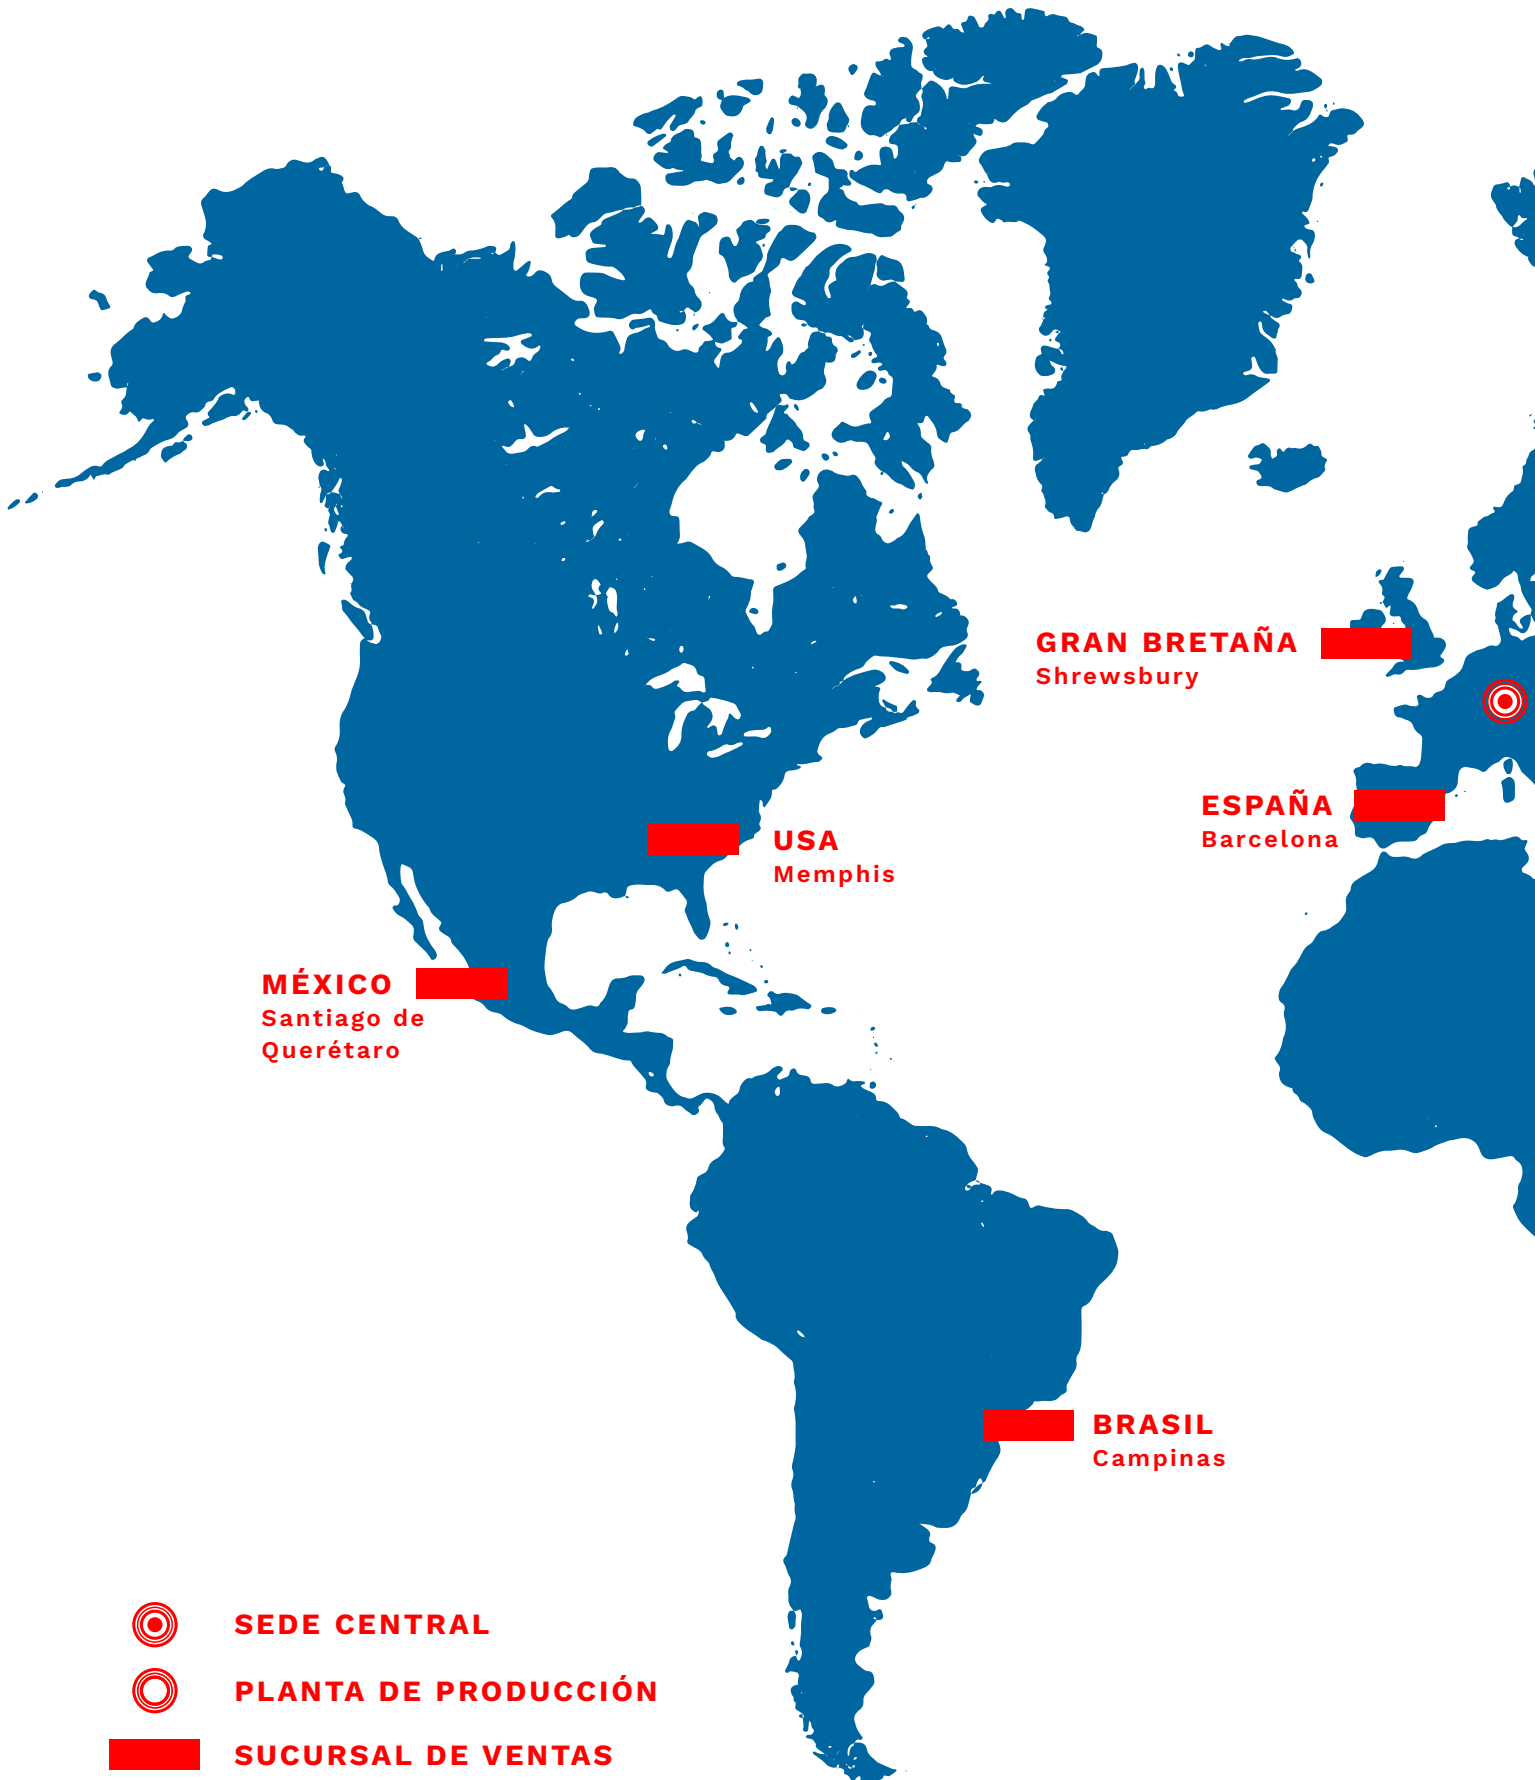 GRAN BRETAÑA
Shrewsbury
ESPAÑA
Barcelona
USA
Memphis
MÉXICO
Santiago de
Querétaro
BRASIL
Campinas
SEDE CENTRAL
PLANTA DE PRODUCCIÓN
SUCURSAL DE VENTAS